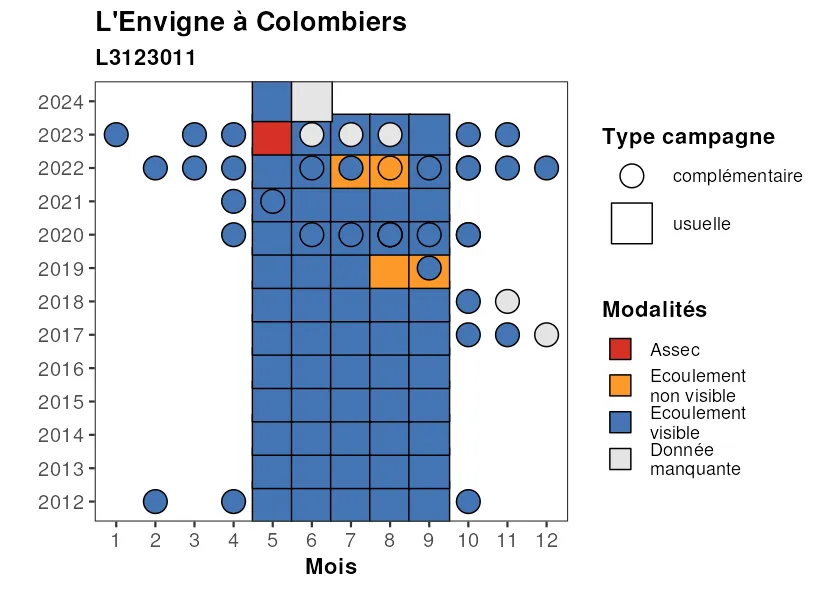 L'Envigne à Colombiers
L3123011
2024
2023
2022
2021
2020
2019
2018
2017
2016
2015
2014
2013
2012
1 2 3 4 5 6 7 8 9 10 11 12
Mois
Type campagne
complémentaire
usuelle
Modalités
Assec
Ecoulement
non visible
Ecoulement
visible
Donnée
manquante